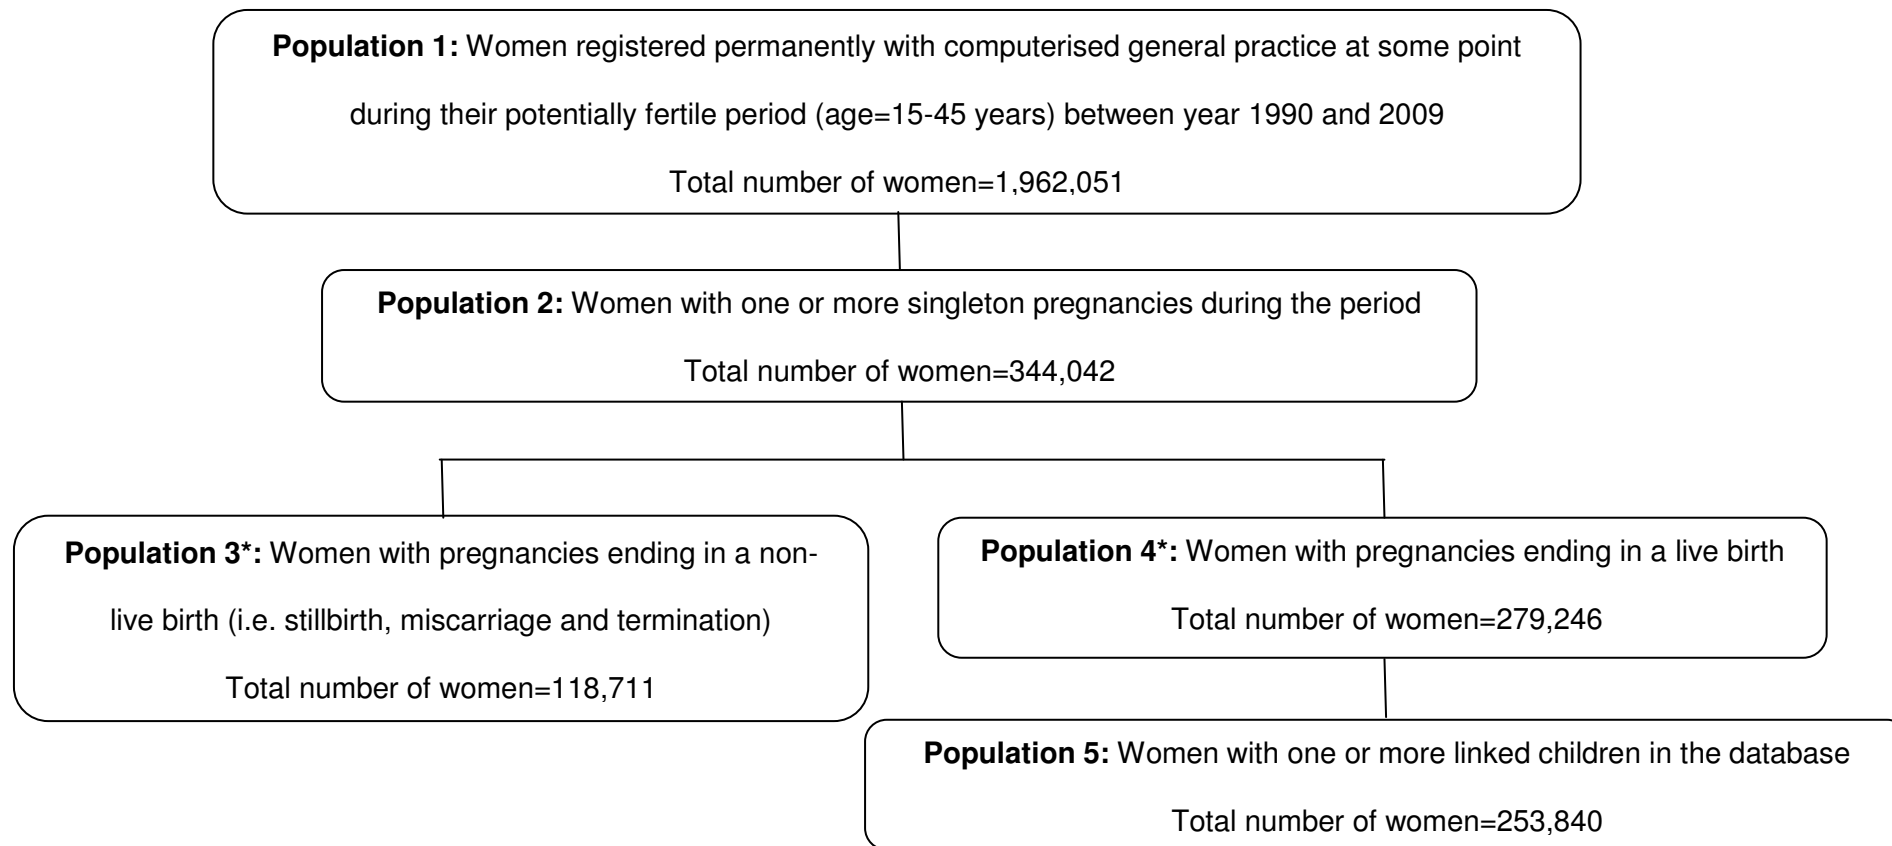 Population 1: Women registered permanently with computerised general practice at some point
during their potentially fertile period (age=15-45 years) between year 1990 and 2009
Total number of women=1,962,051
Population 2: Women with one or more singleton pregnancies during the period
Total number of women=344,042
Population 3*: Women with pregnancies ending in a non-
live birth (i.e. stillbirth, miscarriage and termination)
Total number of women=118,711
Population 4*: Women with pregnancies ending in a live birth
Total number of women=279,246
Population 5: Women with one or more linked children in the database
Total number of women=253,840